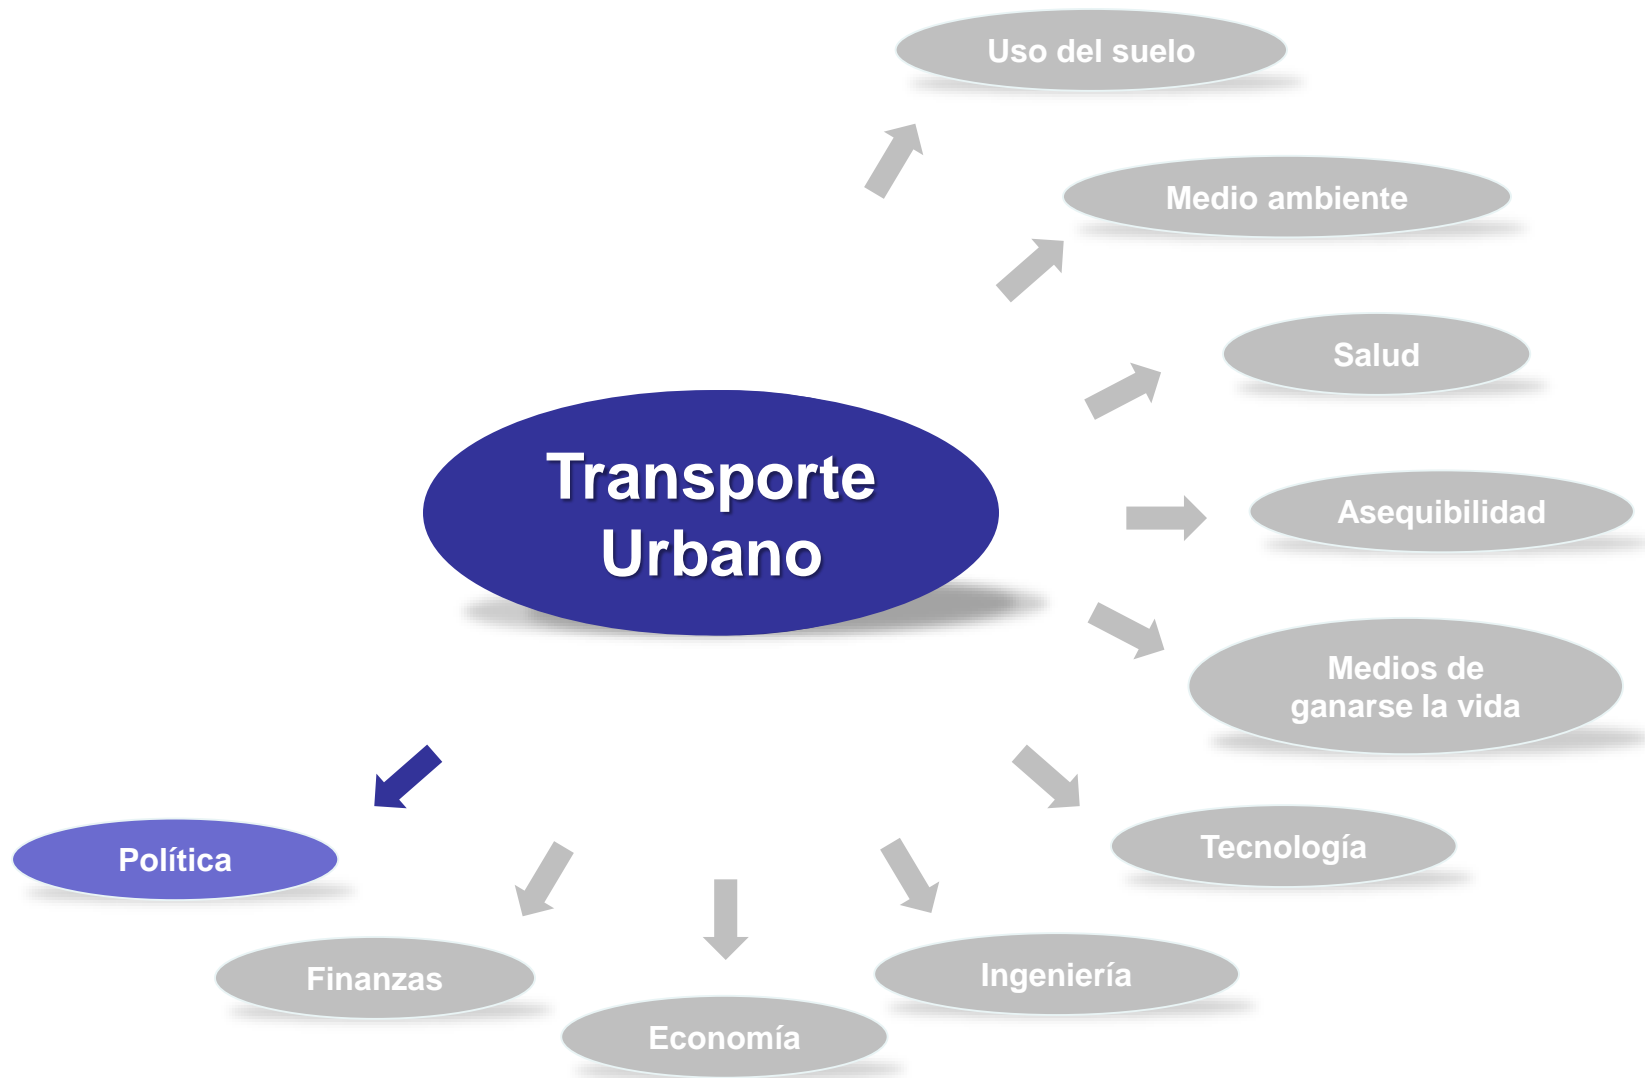 Uso del suelo
Medio ambiente
Salud
Transporte
Urbano
Asequibilidad
Medios de
ganarse la vida
Tecnología
Política
Ingeniería
Finanzas
Economía